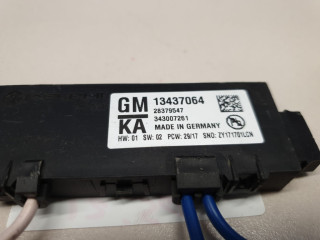 GM 13437064
28379547
KA 343007261
MADE IN GERMANY
HW: 01 SW: 02 PCW: 29/17 SNO: ZY171701LCN